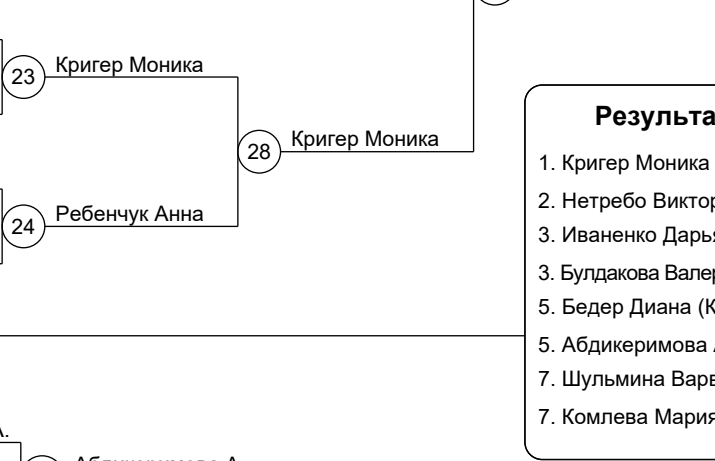 23 Кригер Моника
28 Кригер Моника
24 Ребенчук Анна
Результа
1. Кригер Моника
2. Нетребо Виктор
3. Иваненко Дарья
3. Булдакова Валер
5. Бедер Диана (К
5. Абдикеримова
7. Шульмина Варв
7. Комлева Мария
А.